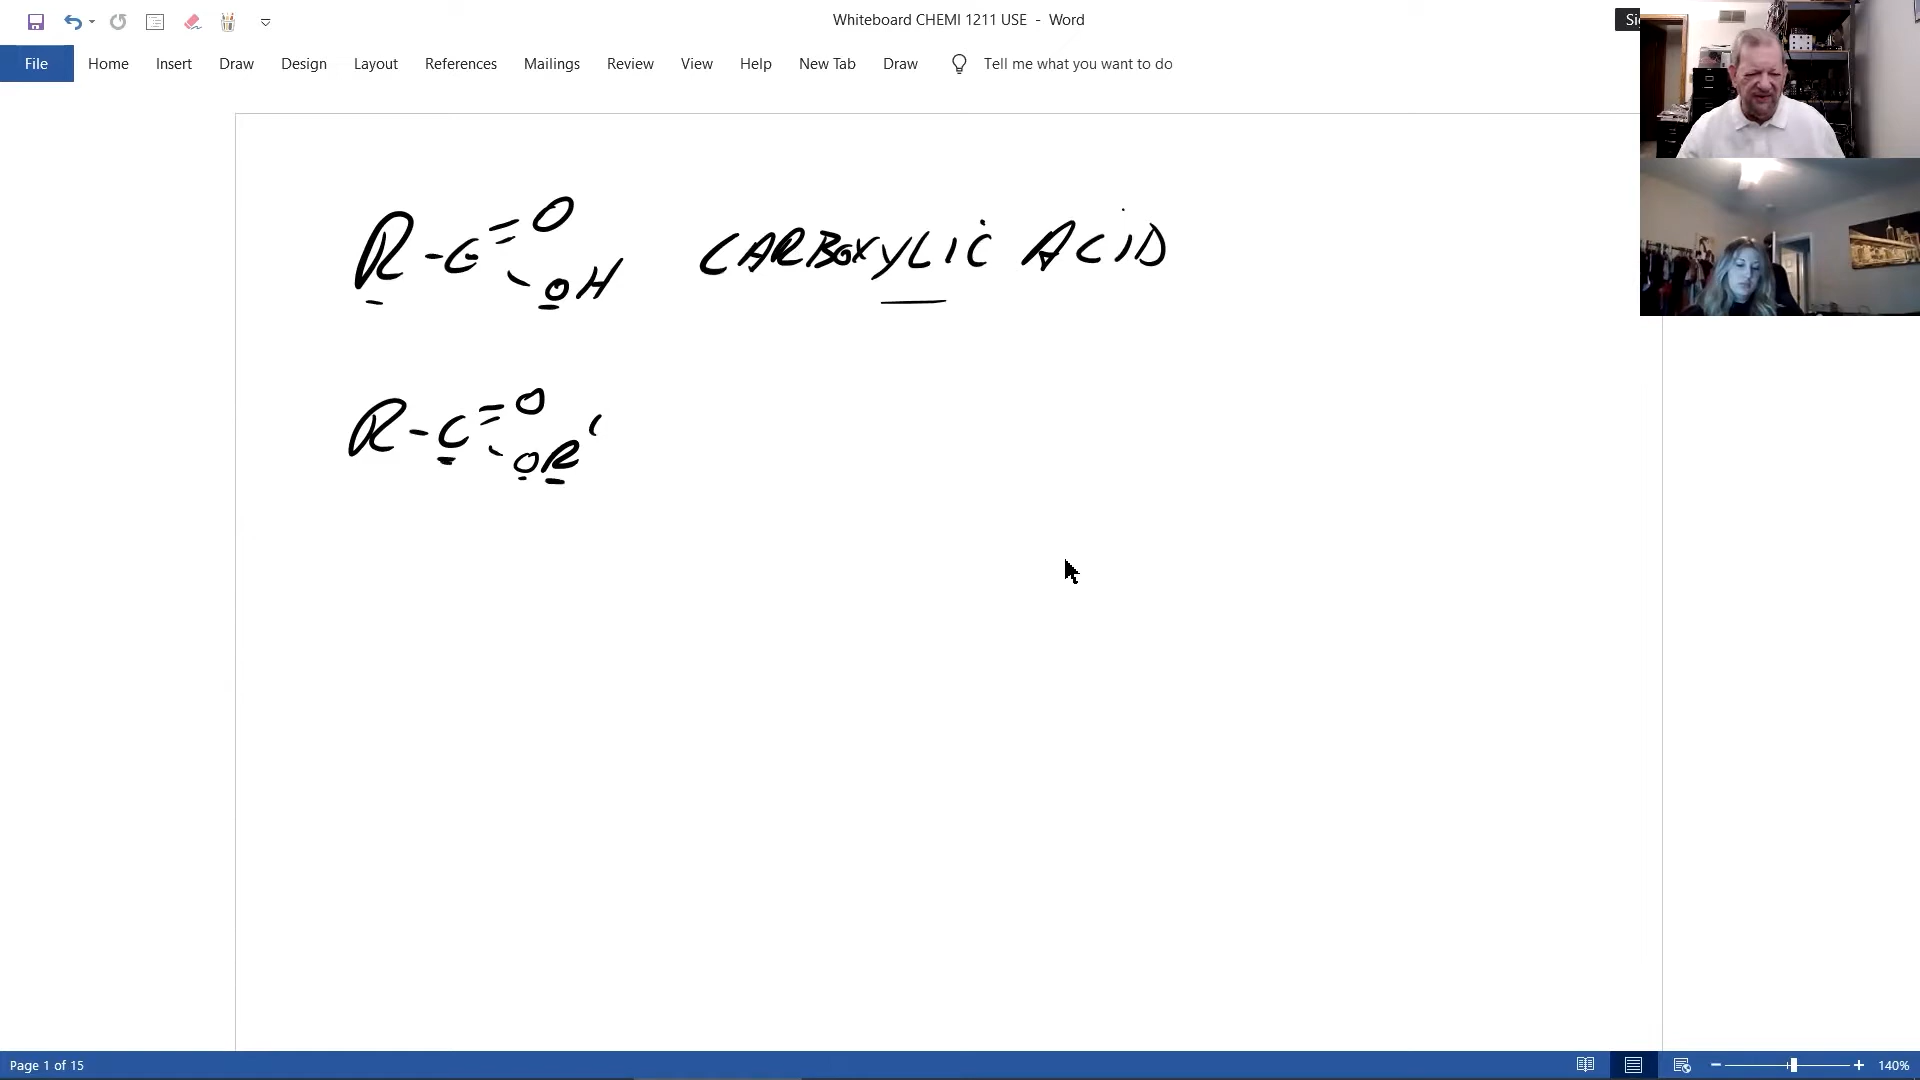 Whiteboard CHEMI 1211 USE - Word
File Home Insert Draw Design Layout References Mailings Review View Help New Tab Draw Tell me what you want to do
R-C=O
-OH
CARBOXYLIC ACID
R-C=O
-OR'
Page 1 of 15
140%